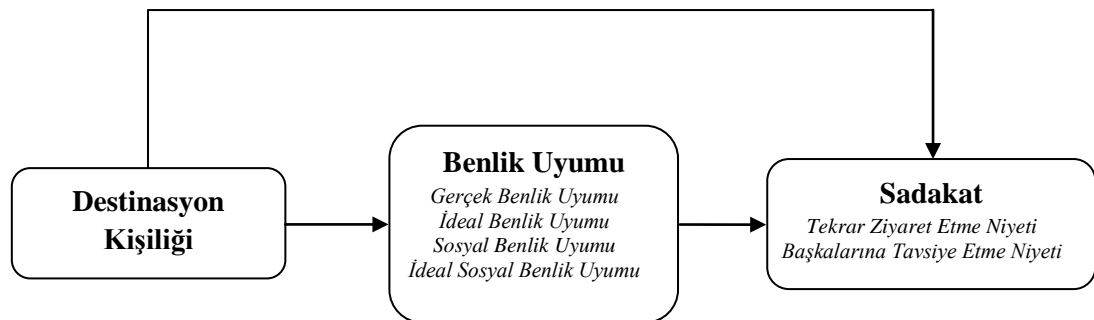 Destinasyon
Kişiliği
Benlik Uyumu
Gerçek Benlik Uyumu
İdeal Benlik Uyumu
Sosyal Benlik Uyumu
İdeal Sosyal Benlik Uyumu
Sadakat
Tekrar Ziyaret Etme Niyeti
Başkalarına Tavsiye Etme Niyeti